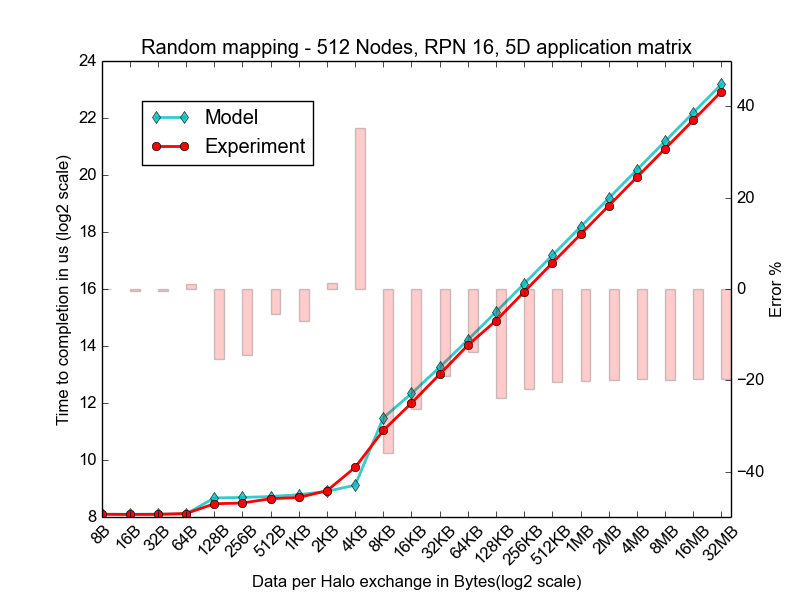 Random mapping - 512 Nodes, RPN 16, 5D application matrix
Model
Experiment
Time to completion in us (log2 scale)
24
22
20
18
16
14
12
10
8
40
20
0
−20
−40
Error %
8B
16B
32B
64B
128B
256B
512B
1KB
2KB
4KB
8KB
16KB
32KB
64KB
128KB
256KB
512KB
1MB
2MB
4MB
8MB
16MB
32MB
Data per Halo exchange in Bytes(log2 scale)